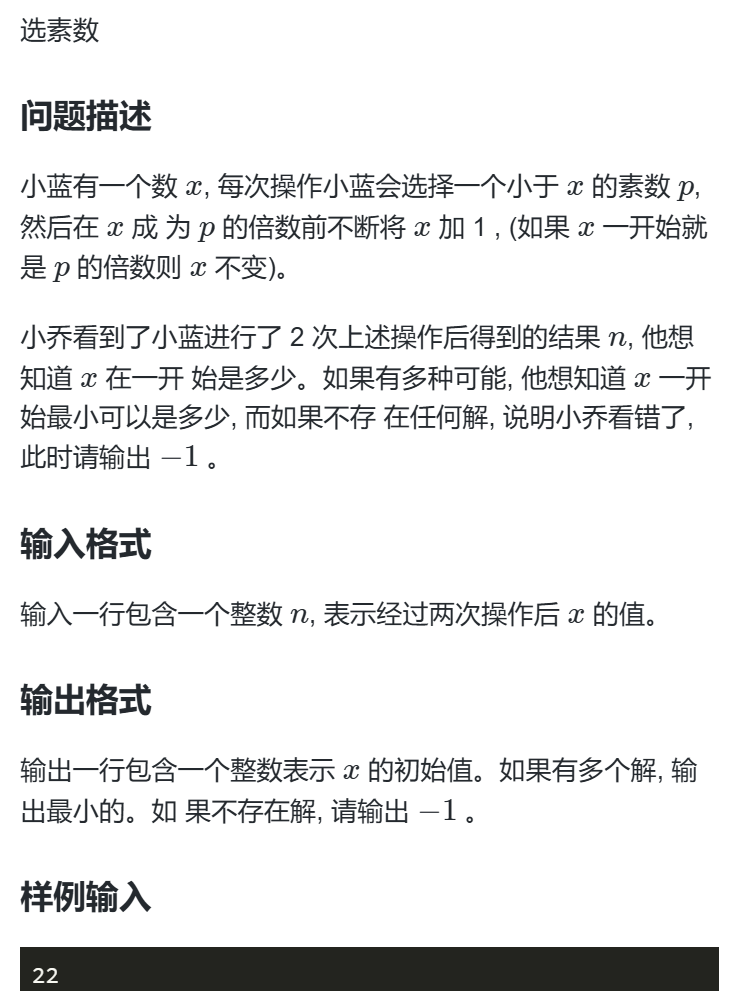 选素数
问题描述
小蓝有一个数 x, 每次操作小蓝会选择一个小于 x 的素数 p,
然后在 x 成 为 p 的倍数前不断将 x 加 1 , (如果 x 一开始就
是 p 的倍数则 x 不变)。
小乔看到了小蓝进行了 2 次上述操作后得到的结果 n, 他想
知道 x 在一开 始是多少。如果有多种可能, 他想知道 x 一开
始最小可以是多少, 而如果不存 在任何解, 说明小乔看错了,
此时请输出 −1 。
输入格式
输入一行包含一个整数 n, 表示经过两次操作后 x 的值。
输出格式
输出一行包含一个整数表示 x 的初始值。如果有多个解, 输
出最小的。如 果不存在解, 请输出 −1 。
样例输入
22